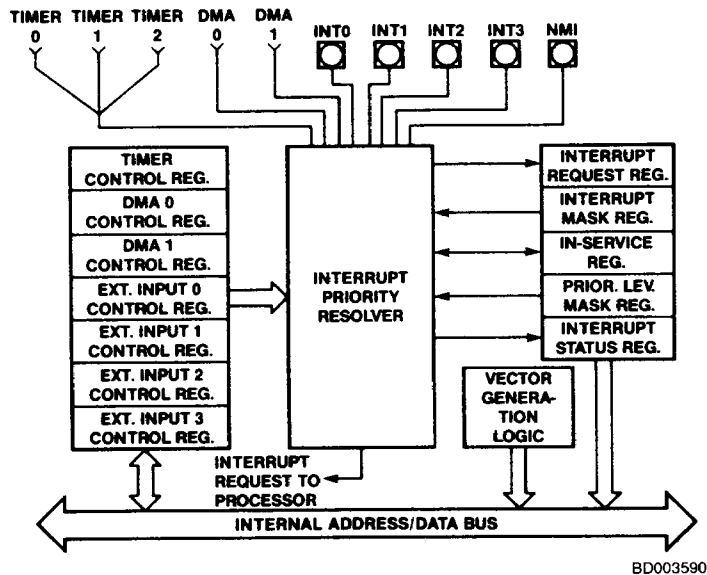 TIMER TIMER TIMER DMA DMA
0 1 2 0 1
INT0 INT1 INT2 INT3 NMI
TIMER
CONTROL REG.
DMA 0
CONTROL REG.
DMA 1
CONTROL REG.
EXT. INPUT 0
CONTROL REG.
EXT. INPUT 1
CONTROL REG.
EXT. INPUT 2
CONTROL REG.
EXT. INPUT 3
CONTROL REG.
INTERRUPT
PRIORITY
RESOLVER
INTERRUPT
REQUEST REG.
INTERRUPT
MASK REG.
IN-SERVICE
REG.
PRIOR. LEV.
MASK REG.
INTERRUPT
STATUS REG.
VECTOR
GENERA-
TION
LOGIC
INTERRUPT
REQUEST TO
PROCESSOR
INTERNAL ADDRESS/DATA BUS
BD003590